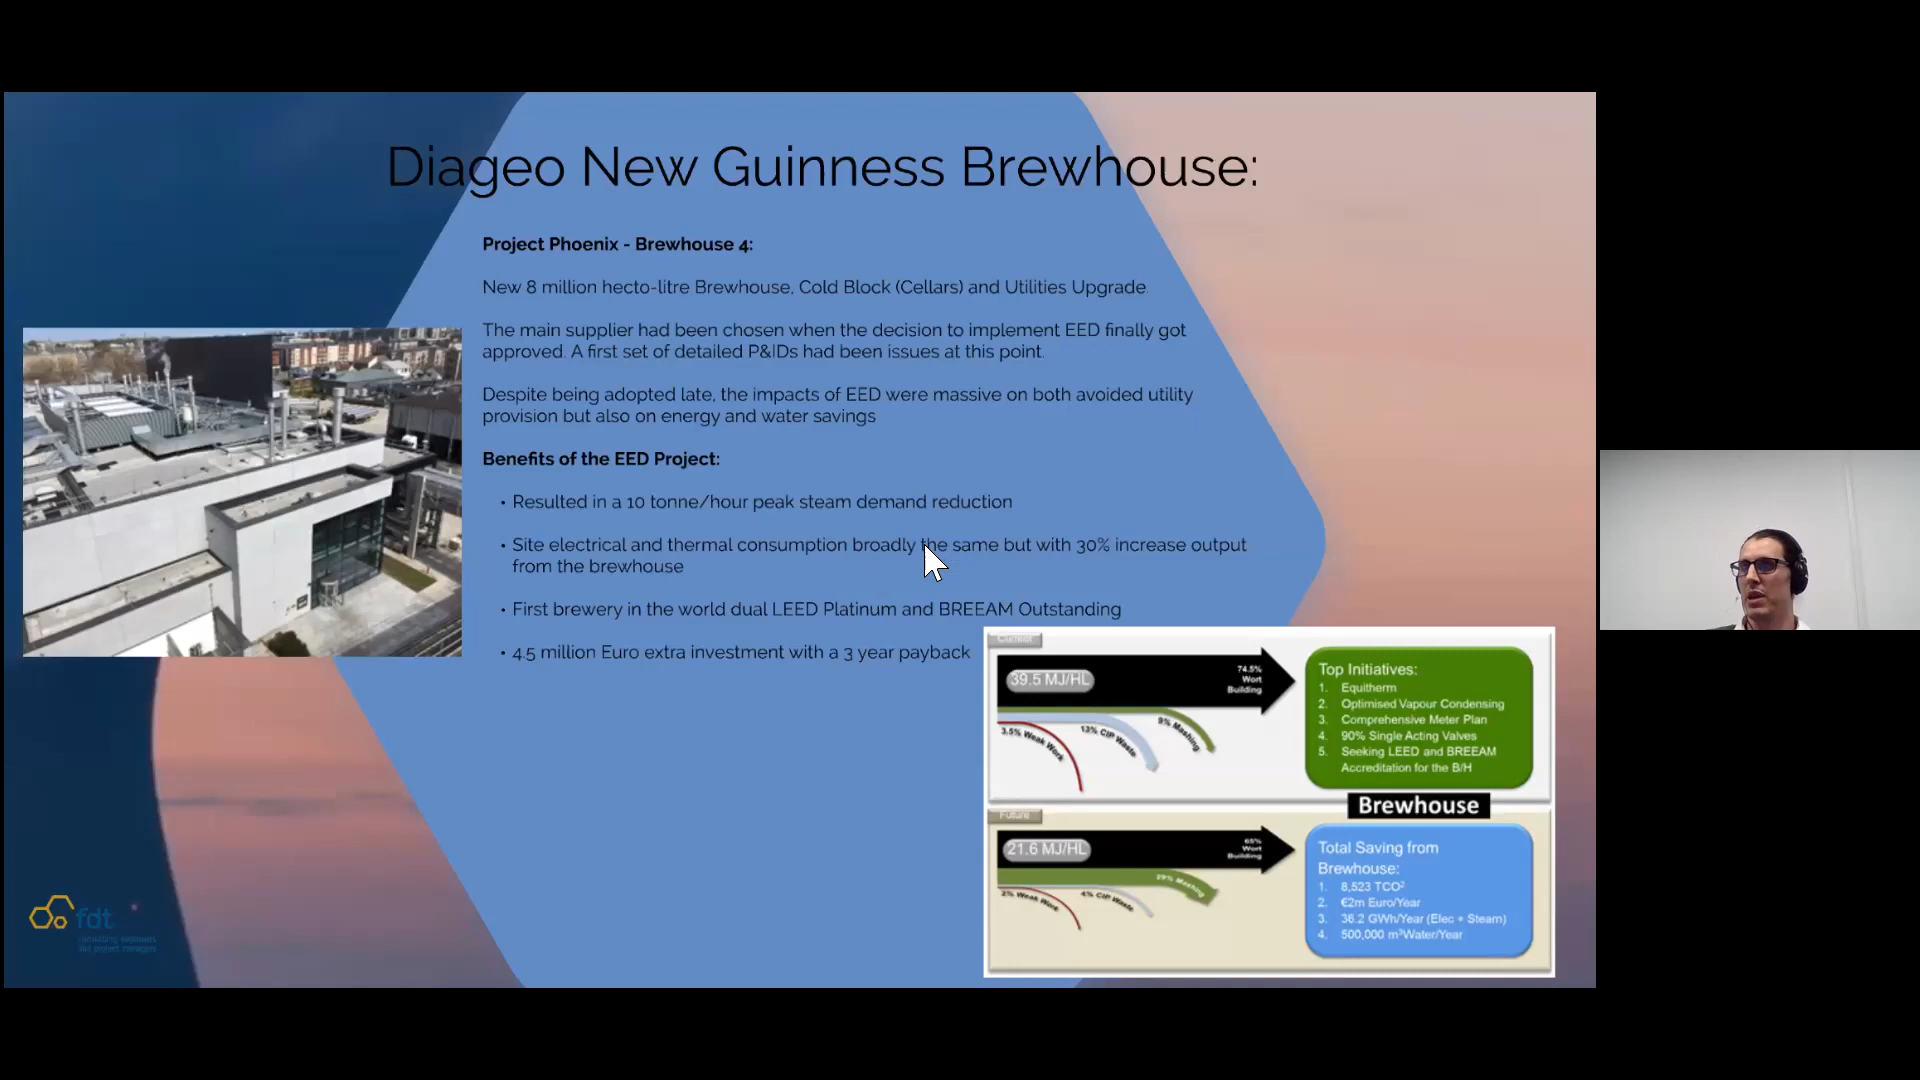 Diageo New Guinness Brewhouse:
Project Phoenix - Brewhouse 4:
New 8 million hecto-litre Brewhouse, Cold Block (Cellars) and Utilities Upgrade.
The main supplier had been chosen when the decision to implement EED finally got
approved. A first set of detailed P&IDs had been issues at this point.
Despite being adopted late, the impacts of EED were massive on both avoided utility
provision but also on energy and water savings
Benefits of the EED Project:
• Resulted in a 10 tonne/hour peak steam demand reduction
• Site electrical and thermal consumption broadly the same but with 30% increase output
from the brewhouse
• First brewery in the world dual LEED Platinum and BREEAM Outstanding
• 4.5 million Euro extra investment with a 3 year payback
Current
39.5 MJ/HL
74.5%
Wort
Building
3.5% Weak Wort
13% CIP Waste
9% Mashing
Top Initiatives:
1. Equitherm
2. Optimised Vapour Condensing
3. Comprehensive Meter Plan
4. 90% Single Acting Valves
5. Seeking LEED and BREEAM
Accreditation for the B/H
Brewhouse
Future
21.6 MJ/HL
65%
Wort
Building
2% Weak Wort
4% CIP Waste
29% Mashing
Total Saving from
Brewhouse:
1. 8,523 TCO²
2. €2m Euro/Year
3. 36.2 GWh/Year (Elec + Steam)
4. 500,000 m³Water/Year
fdt
consulting engineers
and project managers